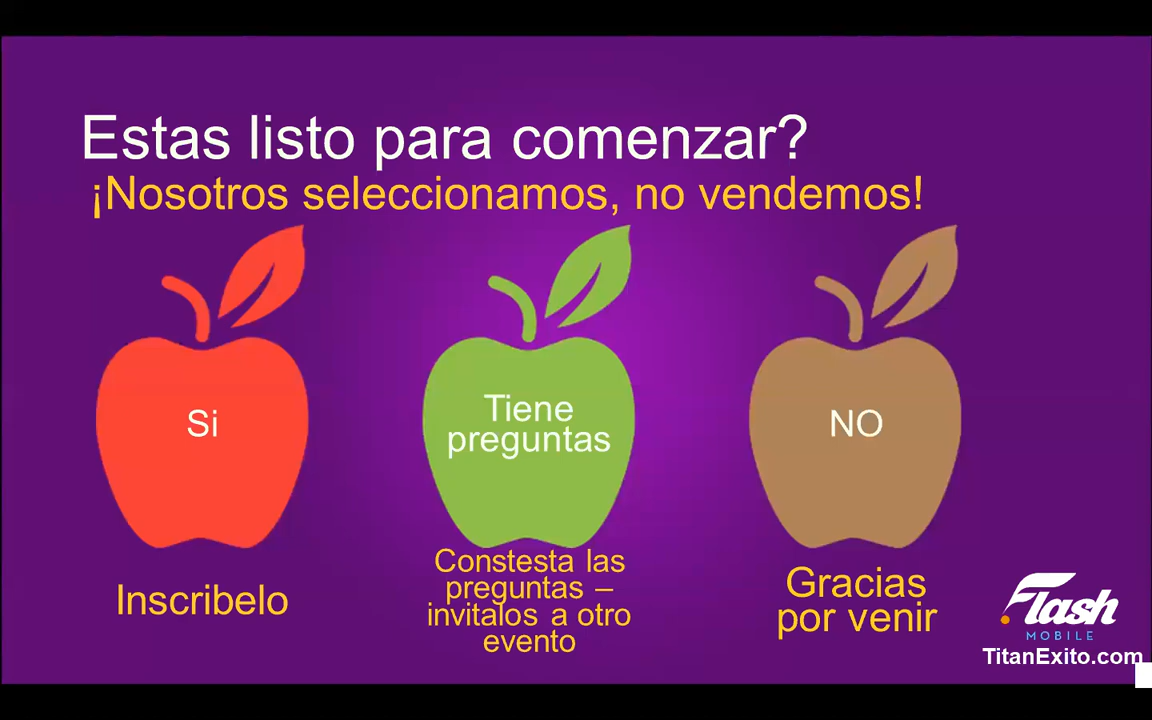 Estas listo para comenzar?
¡Nosotros seleccionamos, no vendemos!
Si
Tiene
preguntas
NO
Inscribelo
Constesta las
preguntas –
invitalos a otro
evento
Gracias
por venir
Flash
MOBILE
TitanExito.com